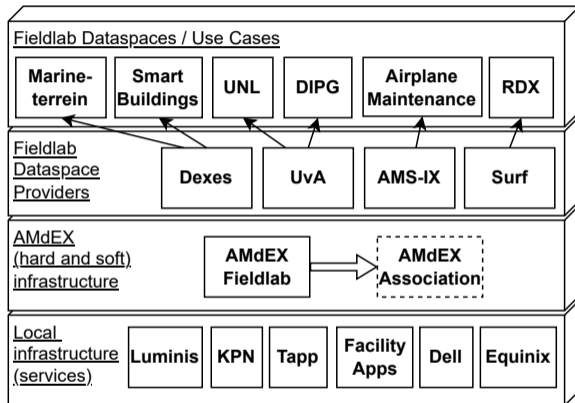 Fieldlab Dataspaces / Use Cases
Marine-
terrein
Smart
Buildings
UNL
DIPG
Airplane
Maintenance
RDX
Fieldlab
Dataspace
Providers
Dexes
UvA
AMS-IX
Surf
AMdEX
(hard and soft)
infrastructure
AMdEX
Fieldlab
AMdEX
Association
Local
infrastructure
(services)
Luminis
KPN
Tapp
Facility
Apps
Dell
Equinix